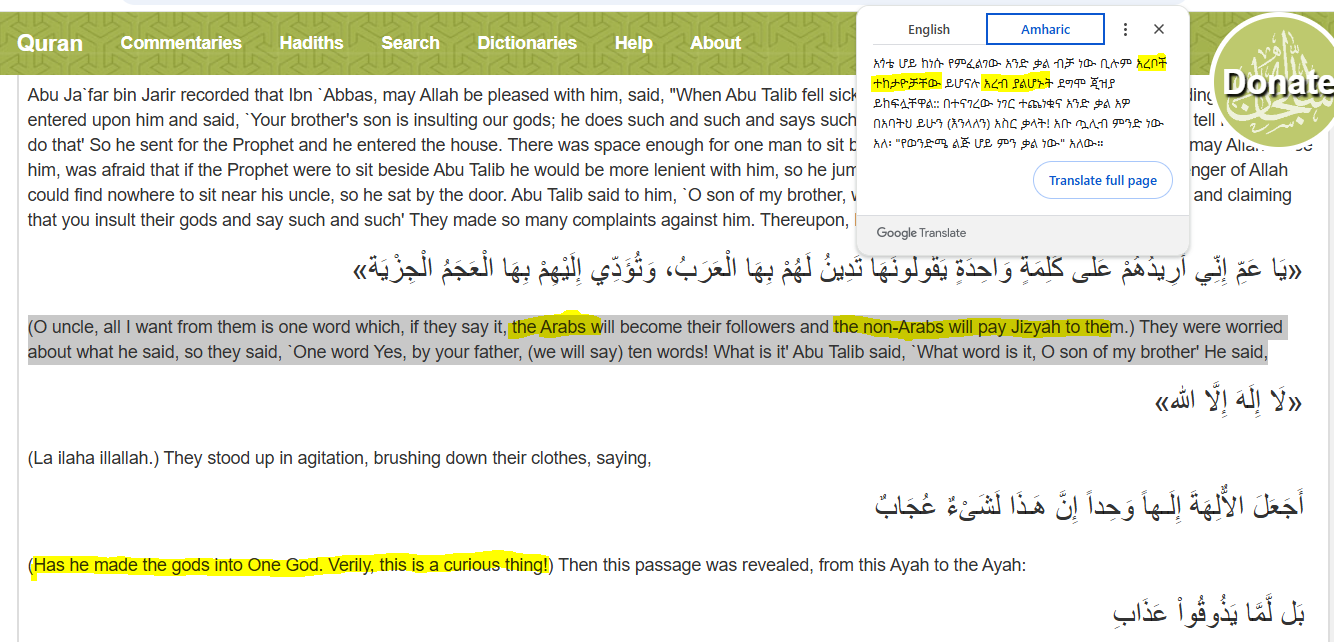 Quran Commentaries Hadiths Search Dictionaries Help About
Donate
English Amharic
አጎቴ ሆይ ከነሱ የምፈልገው አንድ ቃል ብቻ ነው ቢሉም አረቦች
ተከታዮቻቸው ይሆናሉ አረብ ያልሆኑት ደግሞ ጂዝያ
ይከፍሏቸዋል። በተናገረው ነገር ተጨነቁና አንድ ቃል አዎ
በአባትህ ይሁን (እንላለን) አስር ቃላት! አቡ ጧሊብ ምንድ ነው
አለ፡ "የወንድሜ ልጅ ሆይ ምን ቃል ነው" አለው።
Translate full page
Google Translate
Abu Ja`far bin Jarir recorded that Ibn `Abbas, may Allah be pleased with him, said, "When Abu Talib fell sick
entered upon him and said, `Your brother's son is insulting our gods; he does such and such and says such tell
do that' So he sent for the Prophet and he entered the house. There was space enough for one man to sit may
him, was afraid that if the Prophet were to sit beside Abu Talib he would be more lenient with him, so he of Allah
could find nowhere to sit near his uncle, so he sat by the door. Abu Talib said to him, `O son of my brother, and claiming
that you insult their gods and say such and such' They made so many complaints against him. Thereupon,
«يَا عَمِّ إِنِّي أُرِيدُهُمْ عَلَى كَلِمَةٍ وَاحِدَةٍ يَقُولُونَهَا تَدِينُ لَهُمْ بِهَا الْعَرَبُ، وَتُؤَدِّي إِلَيْهِمْ بِهَا الْعَجَمُ الْجِزْيَة»
(O uncle, all I want from them is one word which, if they say it, the Arabs will become their followers and the non-Arabs will pay Jizyah to them.) They were worried
about what he said, so they said, `One word Yes, by your father, (we will say) ten words! What is it' Abu Talib said, `What word is it, O son of my brother' He said,
«لَا إِلَهَ إِلَّا الله»
(La ilaha illallah.) They stood up in agitation, brushing down their clothes, saying,
أَجَعَلَ الاٌّلِهَةَ إِلَـهاً وَحِداً إِنَّ هَـذَا لَشَىْءٌ عُجَابٌ
(Has he made the gods into One God. Verily, this is a curious thing!) Then this passage was revealed, from this Ayah to the Ayah:
بَل لَّمَّا يَذُوقُواْ عَذَابِ